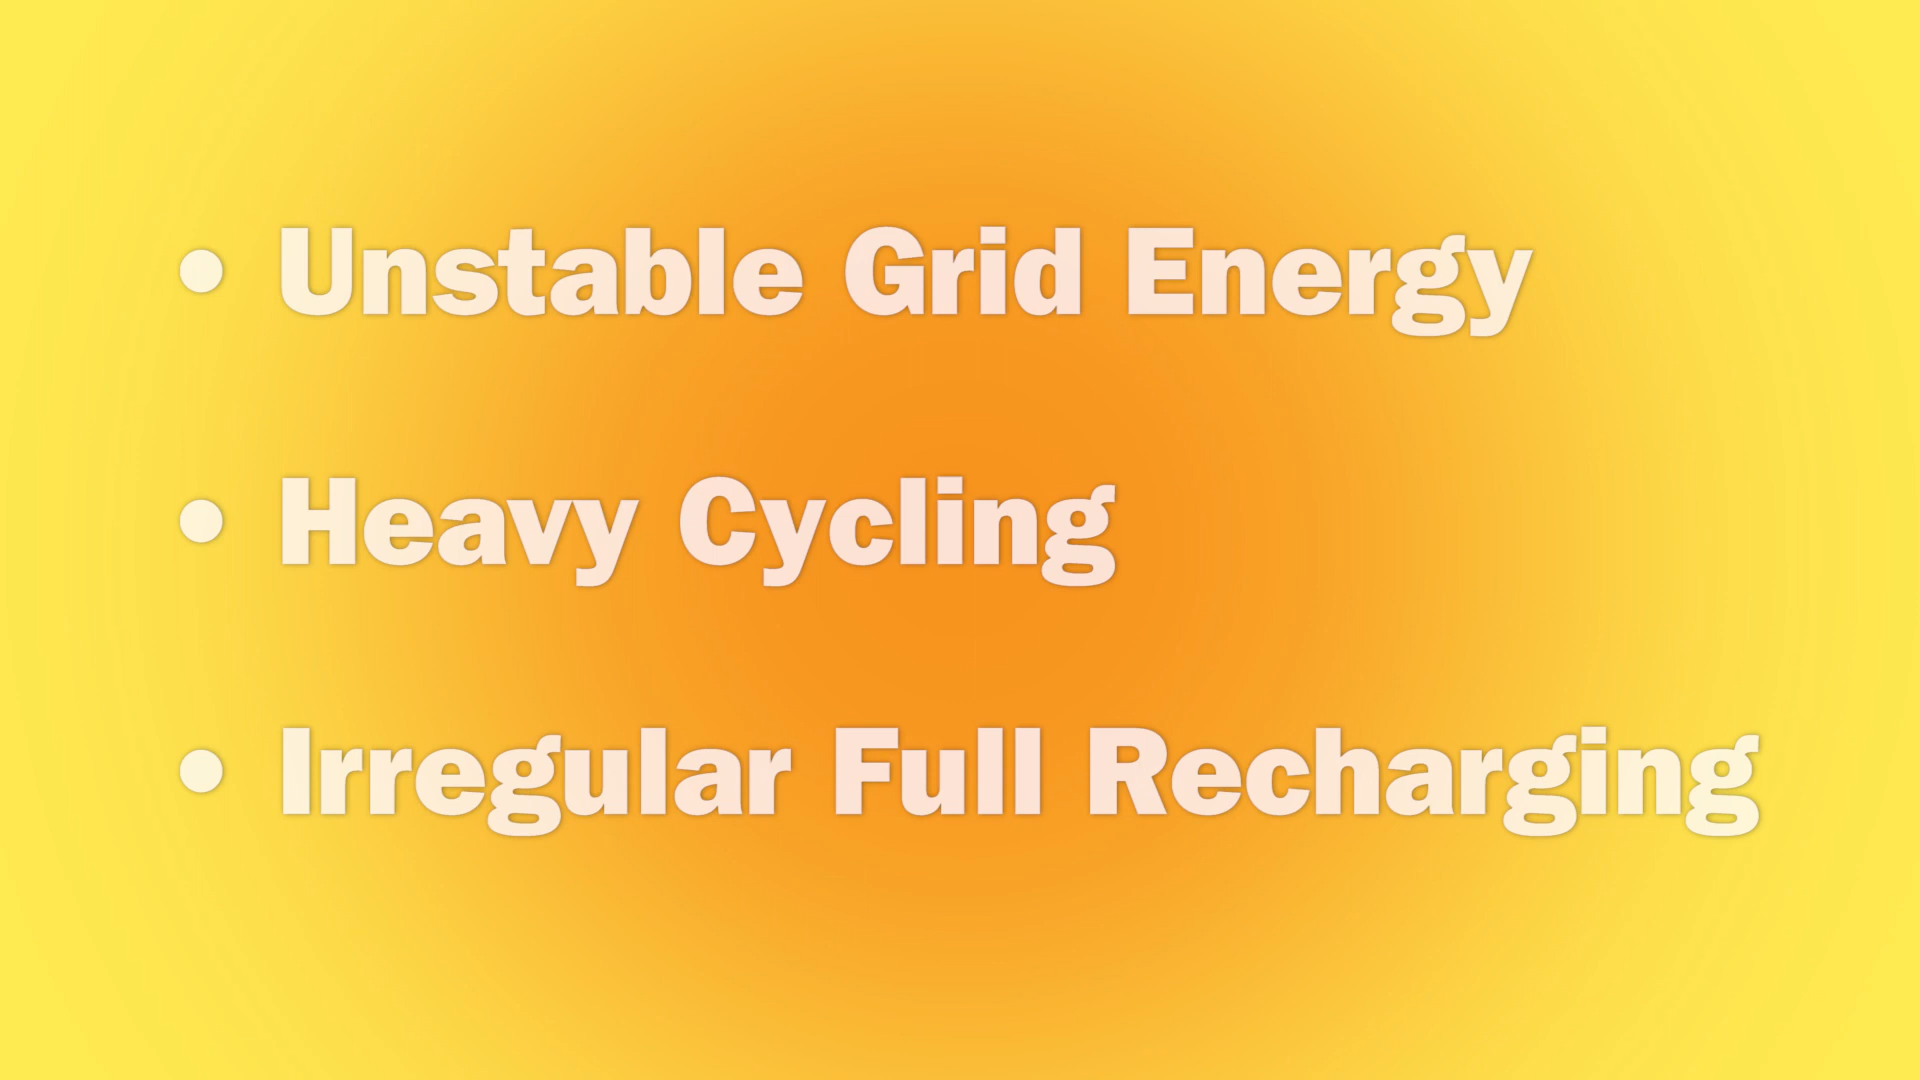 • Unstable Grid Energy
• Heavy Cycling
• Irregular Full Recharging